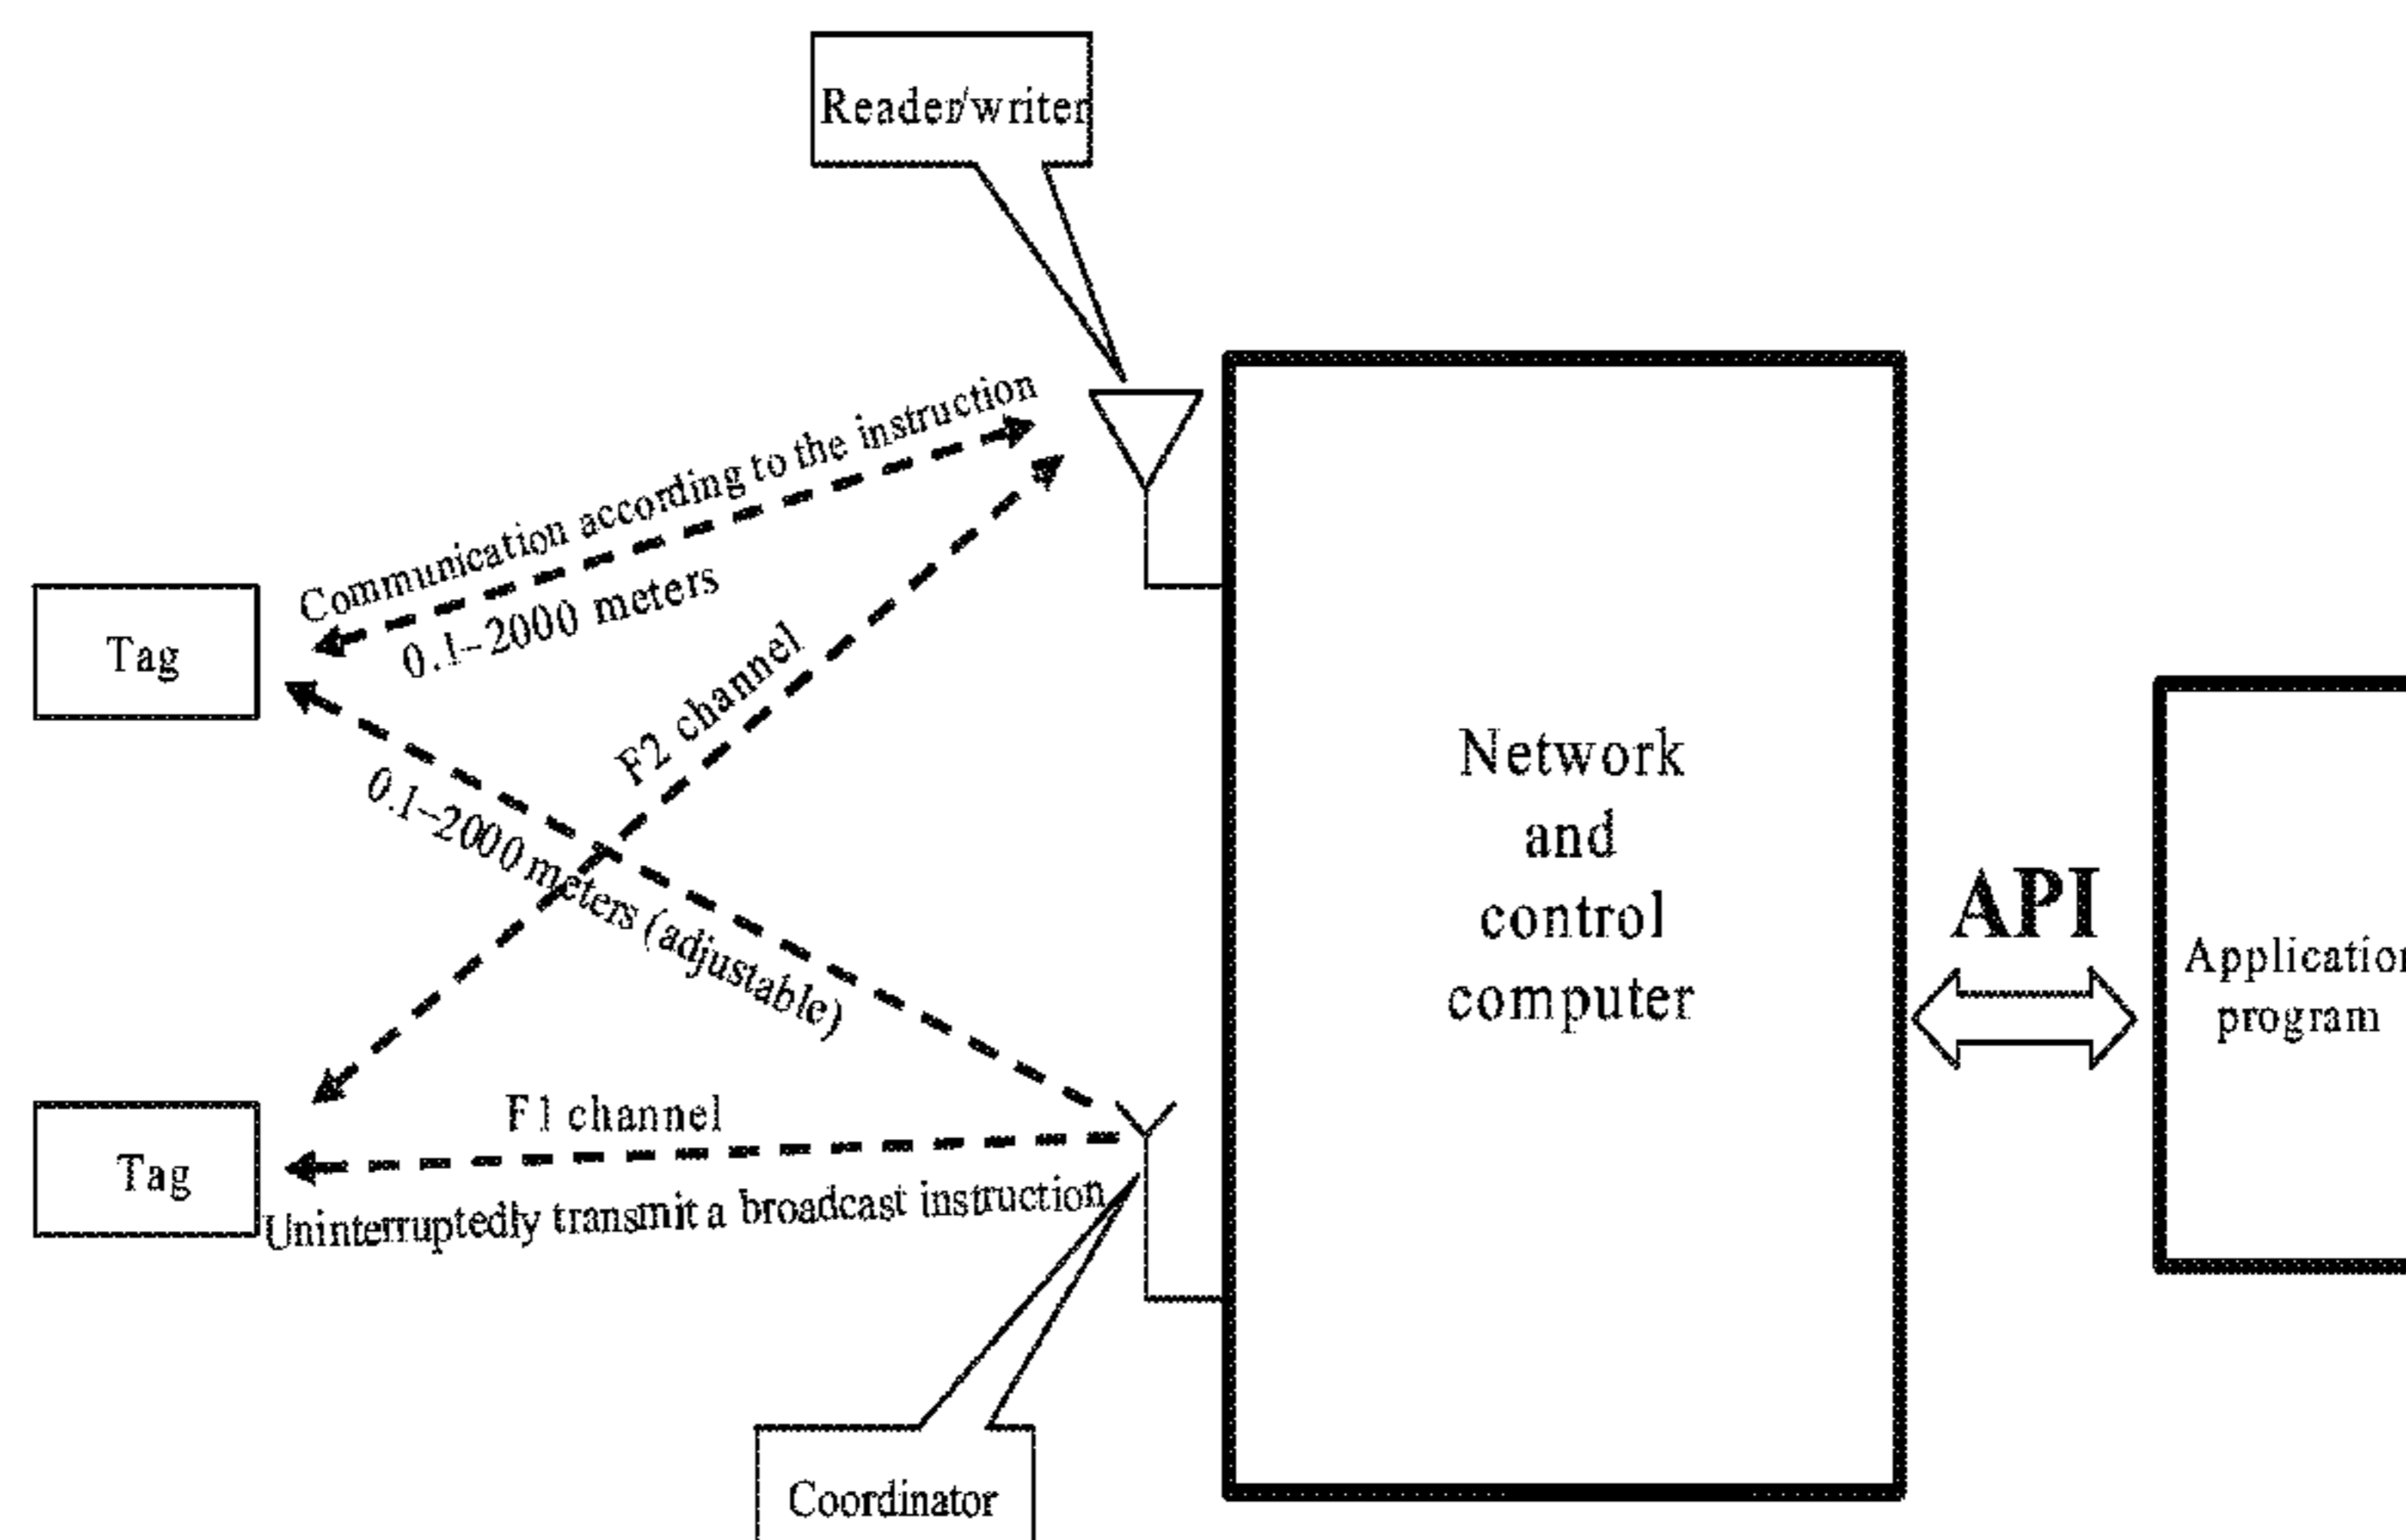 Reader/writer
Communication according to the instruction
0.1-2000 meters
Tag
F2 channel
0.1-2000 meters (adjustable)
Network
and
control
computer
API
Application
program
F1 channel
Tag
Uninterruptedly transmit a broadcast instruction
Coordinator